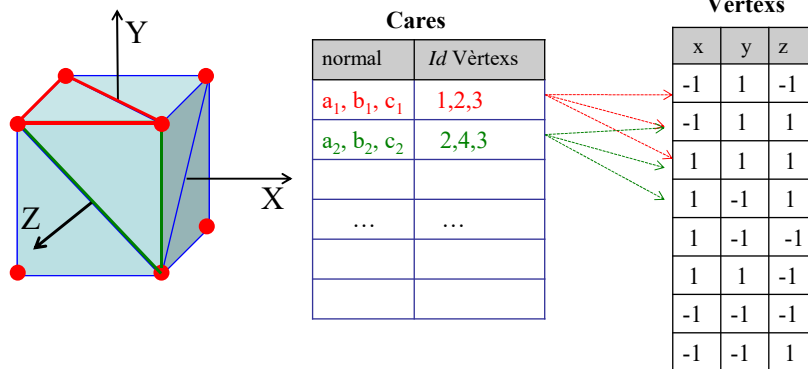 Vèrtexs
Cares
Y
X
Z
normal Id Vèrtexs
a1, b1, c1 1,2,3
a2, b2, c2 2,4,3
… …
x y z
-1 1 -1
-1 1 1
1 1 1
1 -1 1
1 -1 -1
1 1 -1
-1 -1 -1
-1 -1 1